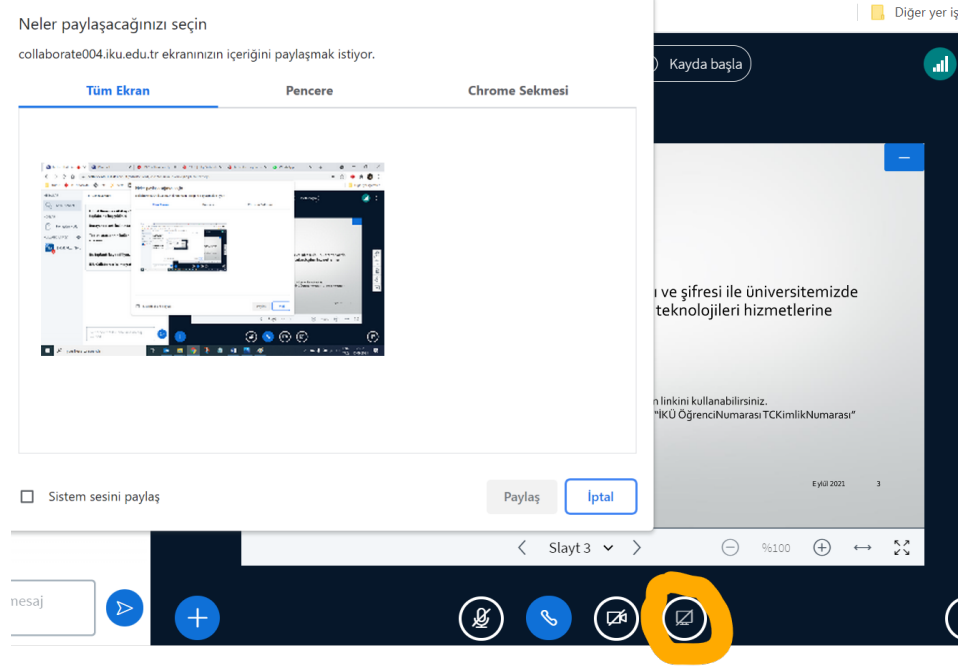 Neler paylaşacağınızı seçin
Diğer yer iş
collaborate004.iku.edu.tr ekranınızın içeriğini paylaşmak istiyor.
Kayda başla
Tüm Ekran
Pencere
Chrome Sekmesi
ı ve şifresi ile üniversitemizde
teknolojileri hizmetlerine
n linkini kullanabilirsiniz.
"İKÜ ÖğrenciNumarası TCKimlikNumarası"
Eylül 2021 3
Sistem sesini paylaş
Paylaş
İptal
Slayt 3
%100
mesaj